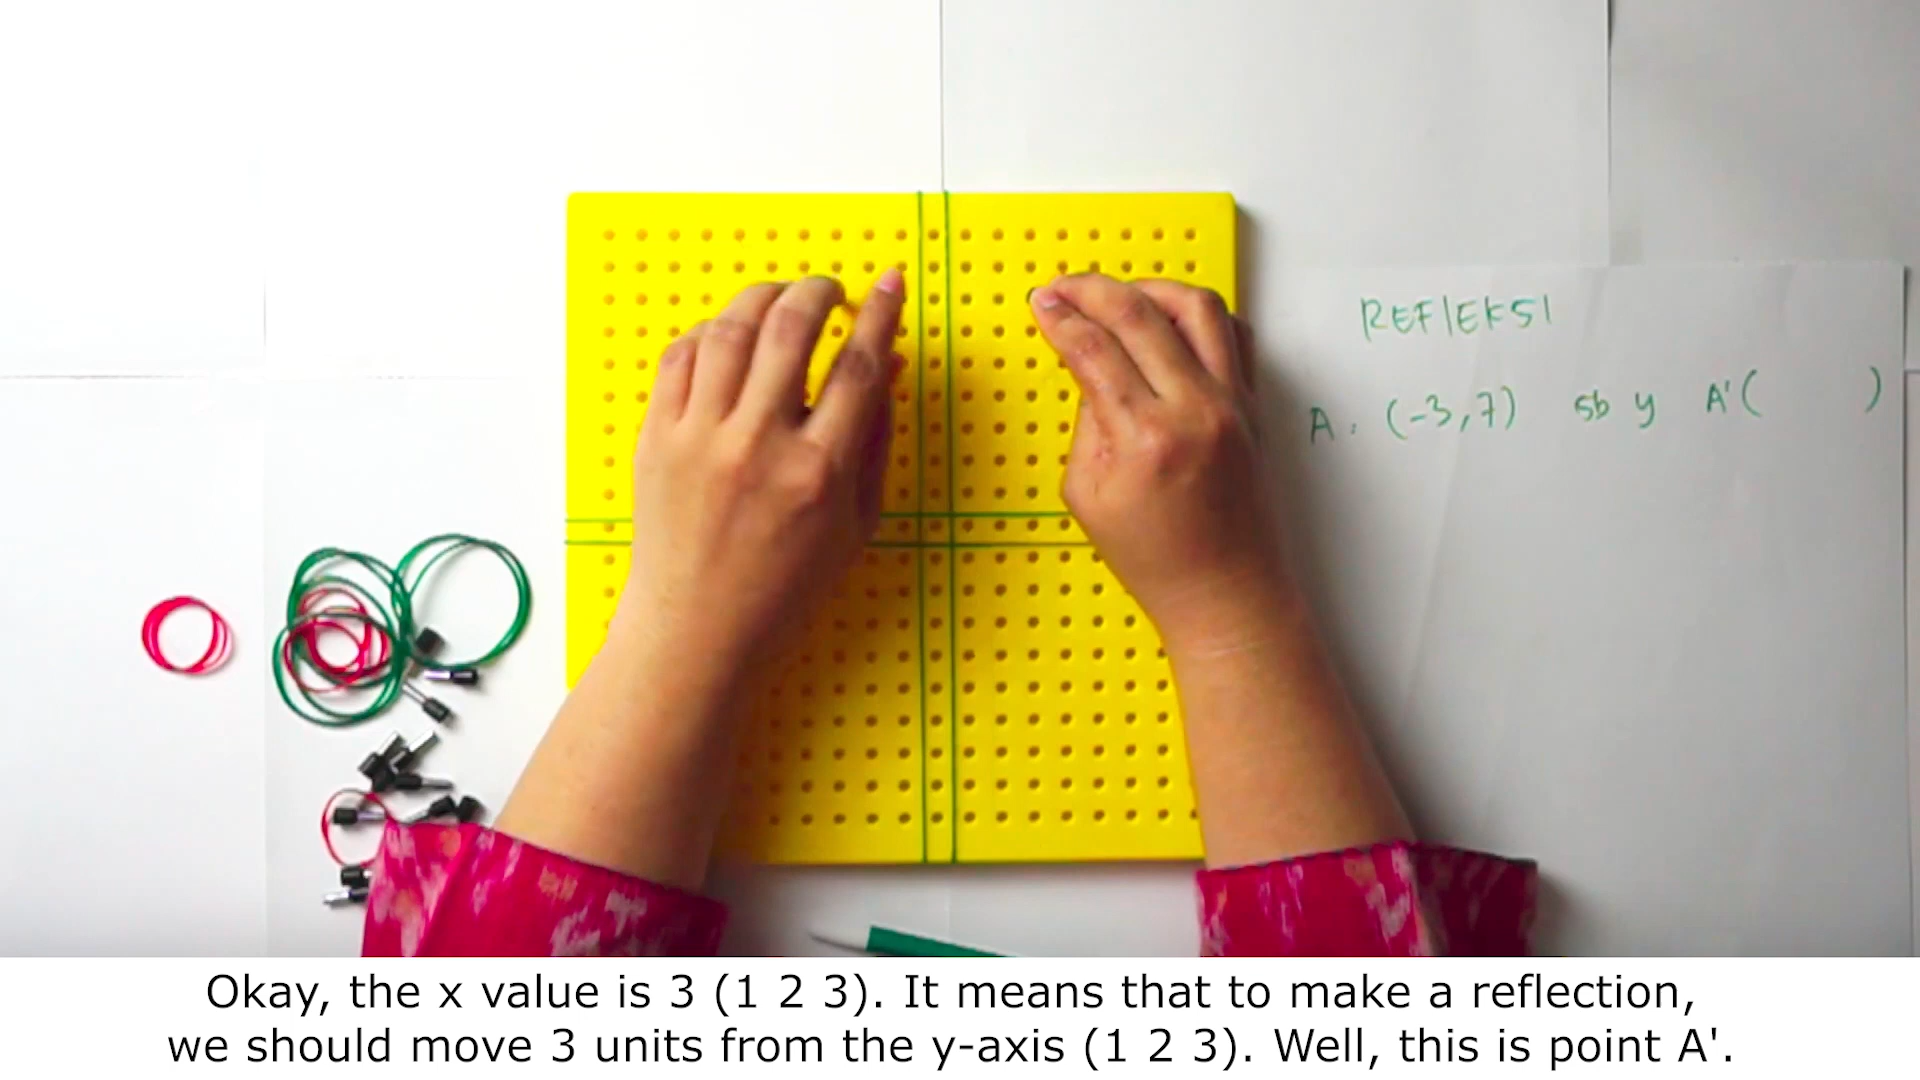 REFlEKSI
A. (-3,7) sb y A'( )
Okay, the x value is 3 (1 2 3). It means that to make a reflection,
we should move 3 units from the y-axis (1 2 3). Well, this is point A'.